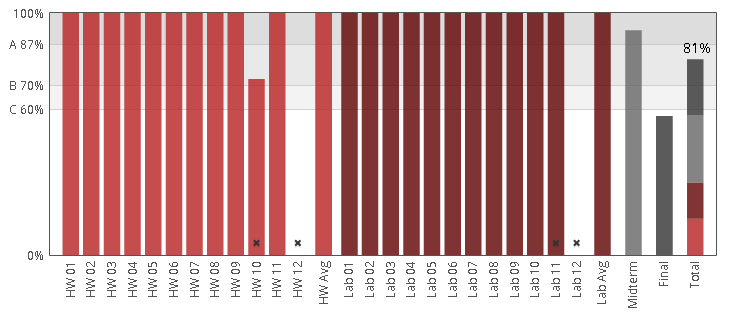 100%
A 87%
B 70%
C 60%
0%
81%
HW 01
HW 02
HW 03
HW 04
HW 05
HW 06
HW 07
HW 08
HW 09
HW 10
HW 11
HW 12
HW Avg
Lab 01
Lab 02
Lab 03
Lab 04
Lab 05
Lab 06
Lab 07
Lab 08
Lab 09
Lab 10
Lab 11
Lab 12
Lab Avg
Midterm
Final
Total